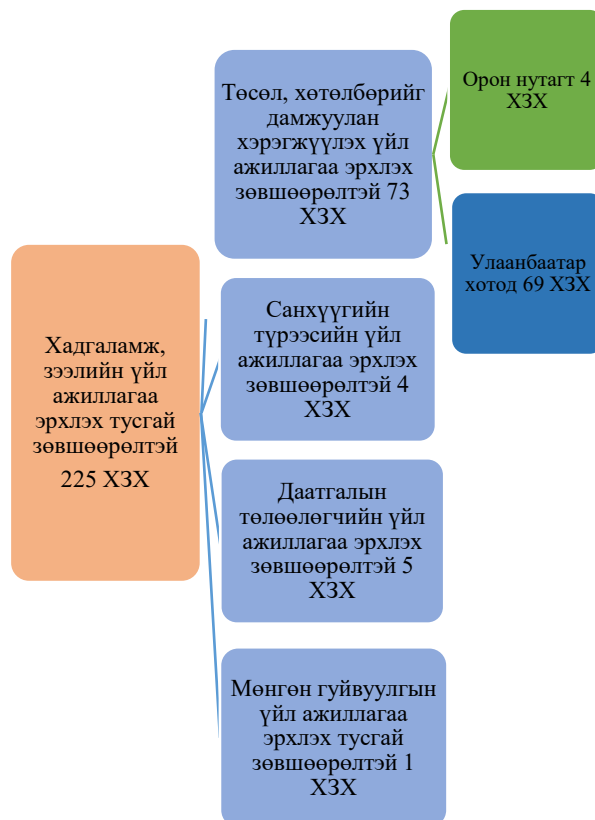 Хадгаламж,
зээлийн үйл
ажиллагаа
эрхлэх тусгай
зөвшөөрөлтэй
225 ХЗХ
Төсөл, хөтөлбөрийг
дамжуулан
хэрэгжүүлэх үйл
ажиллагаа эрхлэх
зөвшөөрөлтэй 73
ХЗХ
Орон нутагт 4
ХЗХ
Улаанбаатар
хотод 69 ХЗХ
Санхүүгийн
түрээсийн үйл
ажиллагаа эрхлэх
зөвшөөрөлтэй 4
ХЗХ
Даатгалын
төлөөлөгчийн үйл
ажиллагаа эрхлэх
зөвшөөрөлтэй 5
ХЗХ
Мөнгөн гуйвуулгын
үйл ажиллагаа
эрхлэх тусгай
зөвшөөрөлтэй 1
ХЗХ